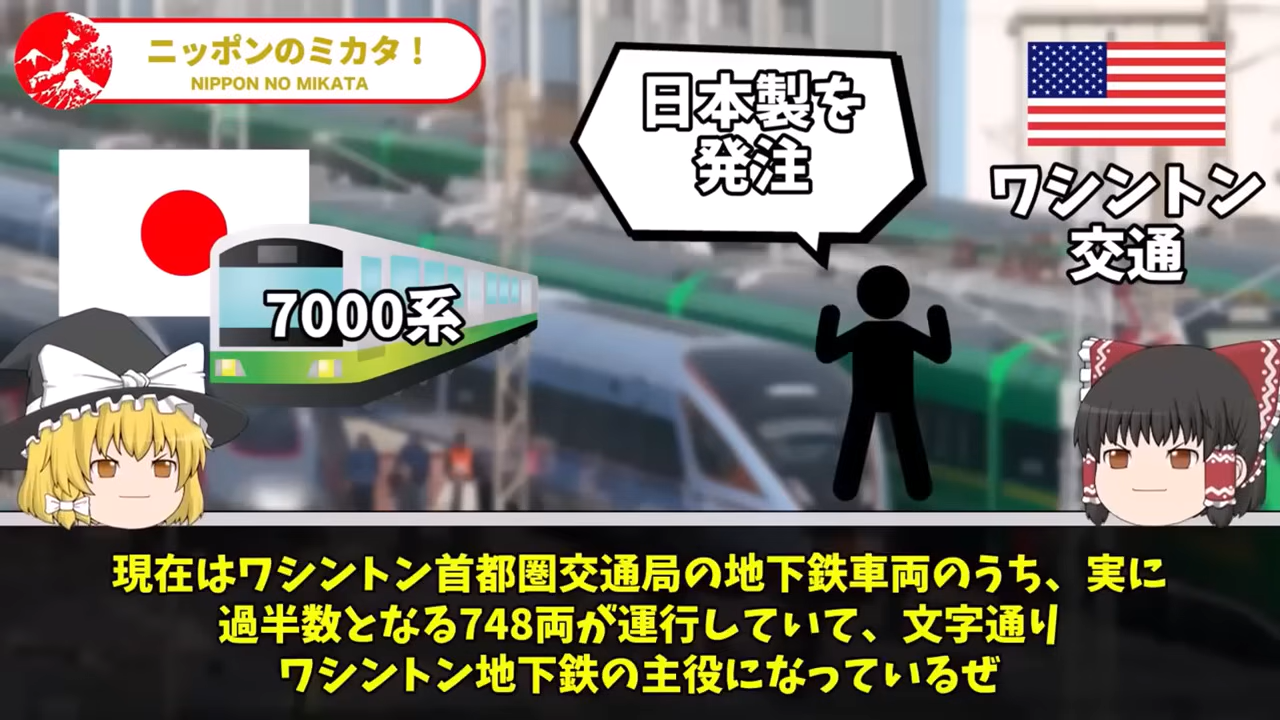 ニッポンのミカタ！
NIPPON NO MIKATA
日本製を
発注
ワシントン
交通
7000系
現在はワシントン首都圏交通局の地下鉄車両のうち、実に
過半数となる748両が運行していて、文字通り
ワシントン地下鉄の主役になっているぜ